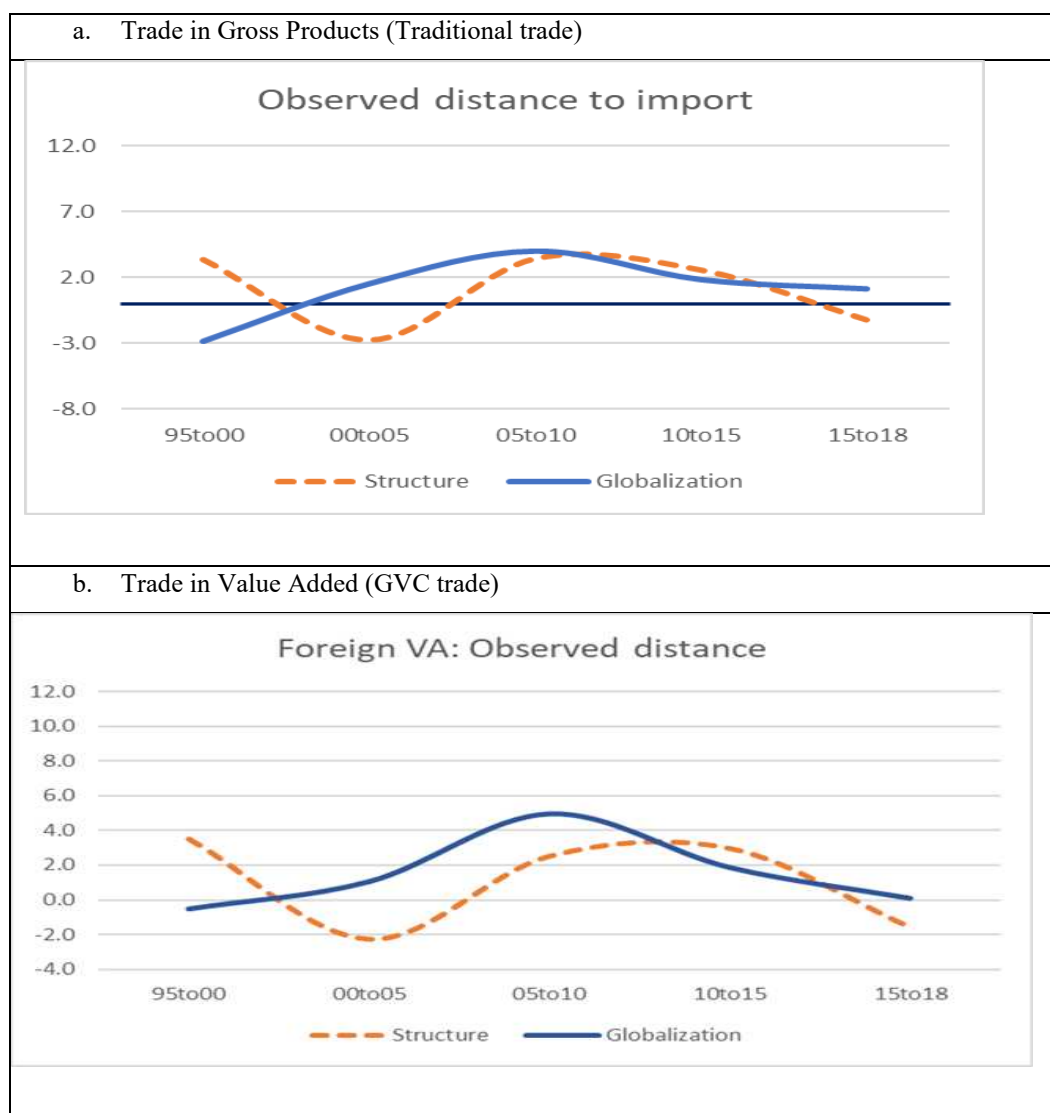 a. Trade in Gross Products (Traditional trade)
Observed distance to import
12.0
7.0
2.0
-3.0
-8.0
95to00 00to05 05to10 10to15 15to18
Structure Globalization
b. Trade in Value Added (GVC trade)
Foreign VA: Observed distance
12.0
10.0
8.0
6.0
4.0
2.0
0.0
-2.0
-4.0
95to00 00to05 05to10 10to15 15to18
Structure Globalization